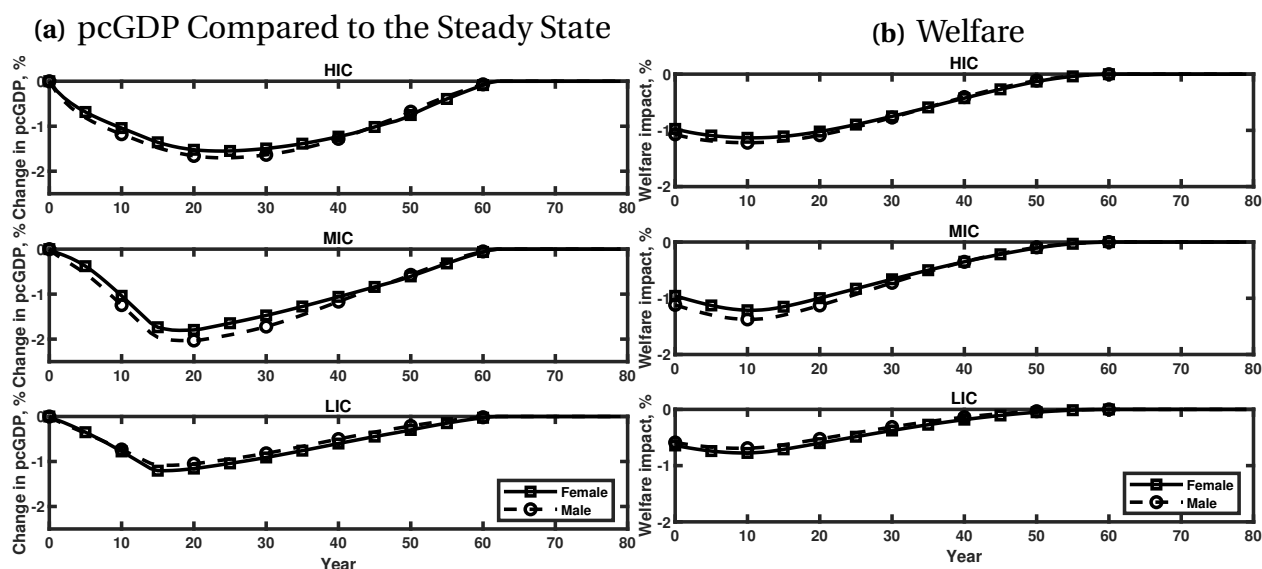 (a) pcGDP Compared to the Steady State
HIC
Change in pcGDP, %
0
-1
-2
0 10 20 30 40 50 60 70 80
MIC
Change in pcGDP, %
0
-1
-2
0 10 20 30 40 50 60 70 80
LIC
Change in pcGDP, %
0
-1
-2
Female
Male
0 10 20 30 40 50 60 70 80
Year
(b) Welfare
HIC
Welfare impact, %
0
-1
-2
0 10 20 30 40 50 60 70 80
MIC
Welfare impact, %
0
-1
-2
0 10 20 30 40 50 60 70 80
LIC
Welfare impact, %
0
-1
-2
Female
Male
0 10 20 30 40 50 60 70 80
Year